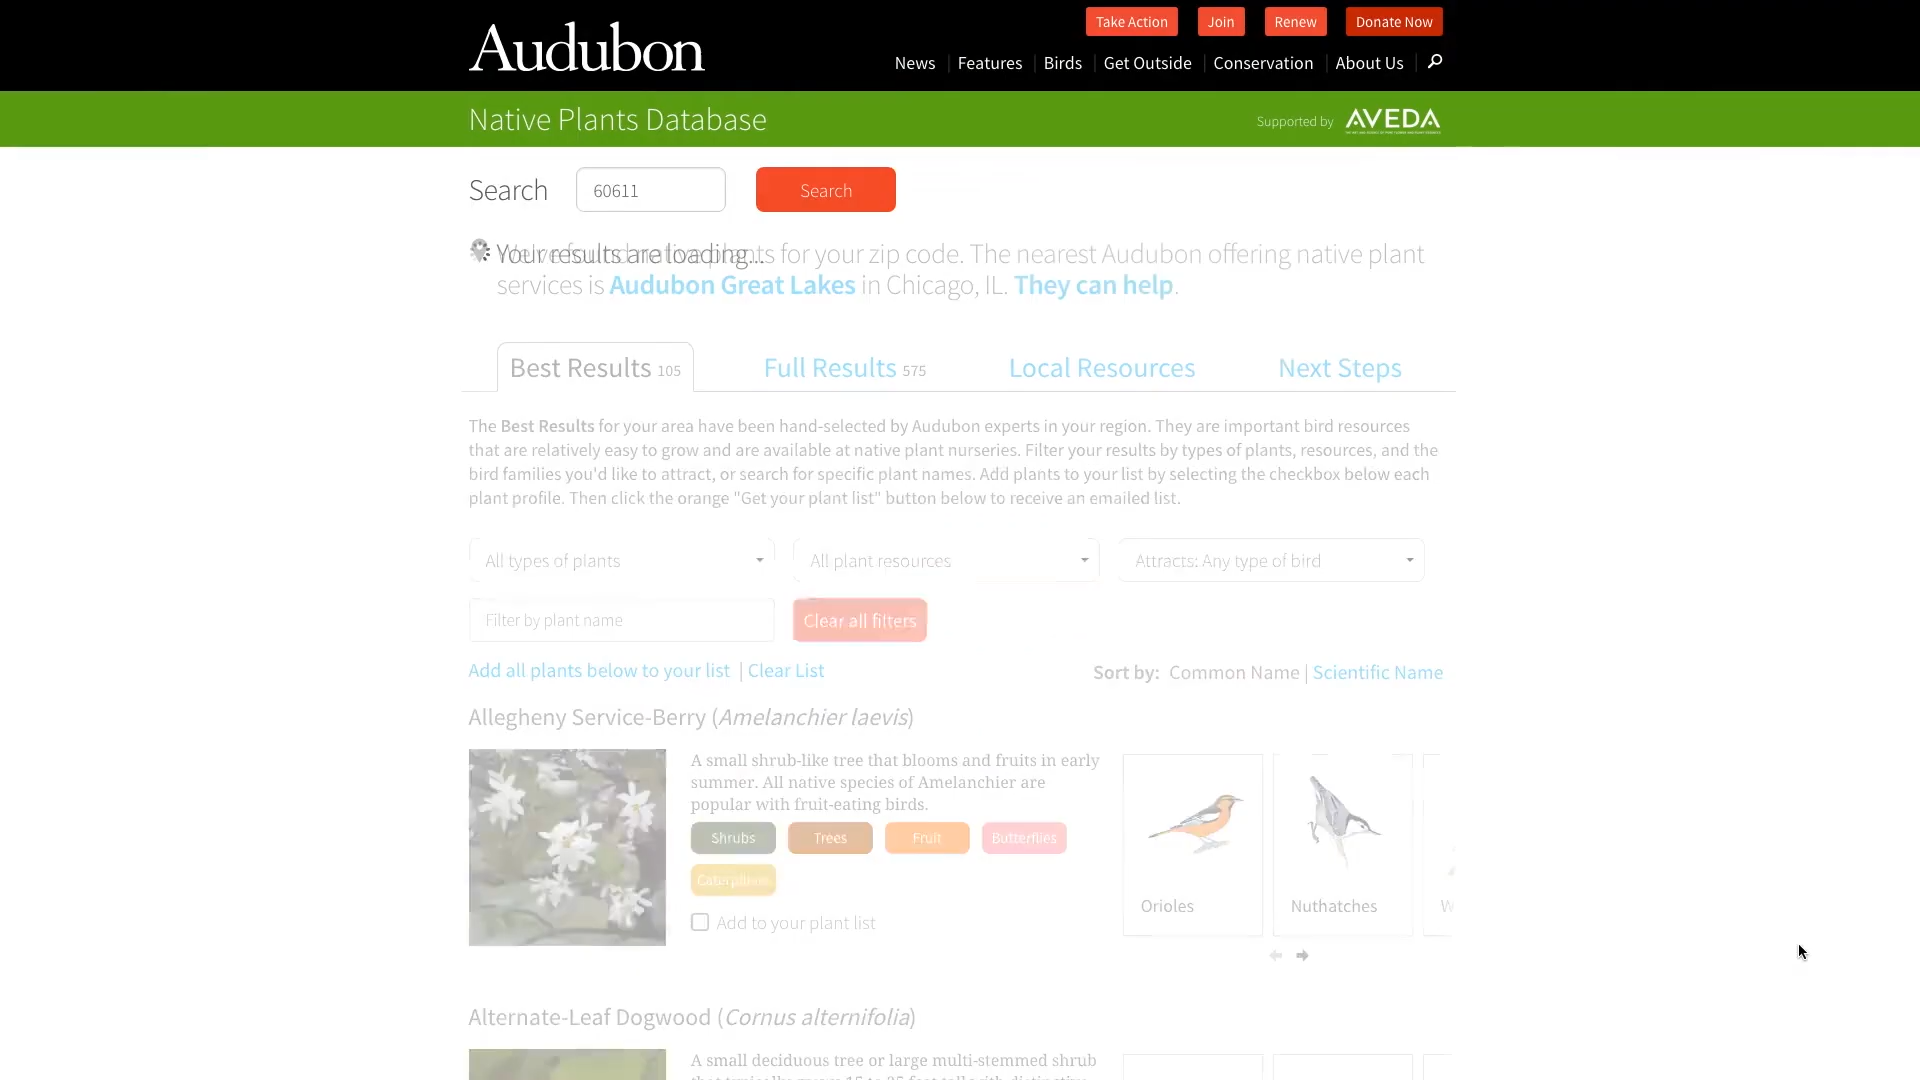 Take Action
Join
Renew
Donate Now
Audubon
News
Features
Birds
Get Outside
Conservation
About Us
Native Plants Database
Supported by
AVEDA
Search
60611
Search
Your results are loading...
plants for your zip code. The nearest Audubon offering native plant
services is Audubon Great Lakes in Chicago, IL. They can help.
Best Results 105
Full Results 575
Local Resources
Next Steps
The Best Results for your area have been hand-selected by Audubon experts in your region. They are important bird resources
that are relatively easy to grow and are available at native plant nurseries. Filter your results by types of plants, resources, and the
bird families you'd like to attract, or search for specific plant names. Add plants to your list by selecting the checkbox below each
plant profile. Then click the orange "Get your plant list" button below to receive an emailed list.
All types of plants
All plant resources
Attracts: Any type of bird
Filter by plant name
Clear all filters
Add all plants below to your list | Clear List
Sort by: Common Name | Scientific Name
Allegheny Service-Berry (Amelanchier laevis)
A small shrub-like tree that blooms and fruits in early
summer. All native species of Amelanchier are
popular with fruit-eating birds.
Shrubs
Trees
Fruit
Butterflies
Caterpillars
Add to your plant list
Orioles
Nuthatches
W
Alternate-Leaf Dogwood (Cornus alternifolia)
A small deciduous tree or large multi-stemmed shrub